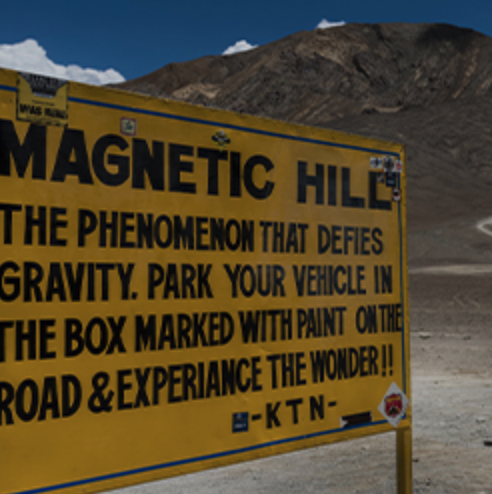 MAGNETIC HILL
THE PHENOMENON THAT DEFIES
GRAVITY. PARK YOUR VEHICLE IN
THE BOX MARKED WITH PAINT ON THE
ROAD & EXPERIANCE THE WONDER!!
-KTN-